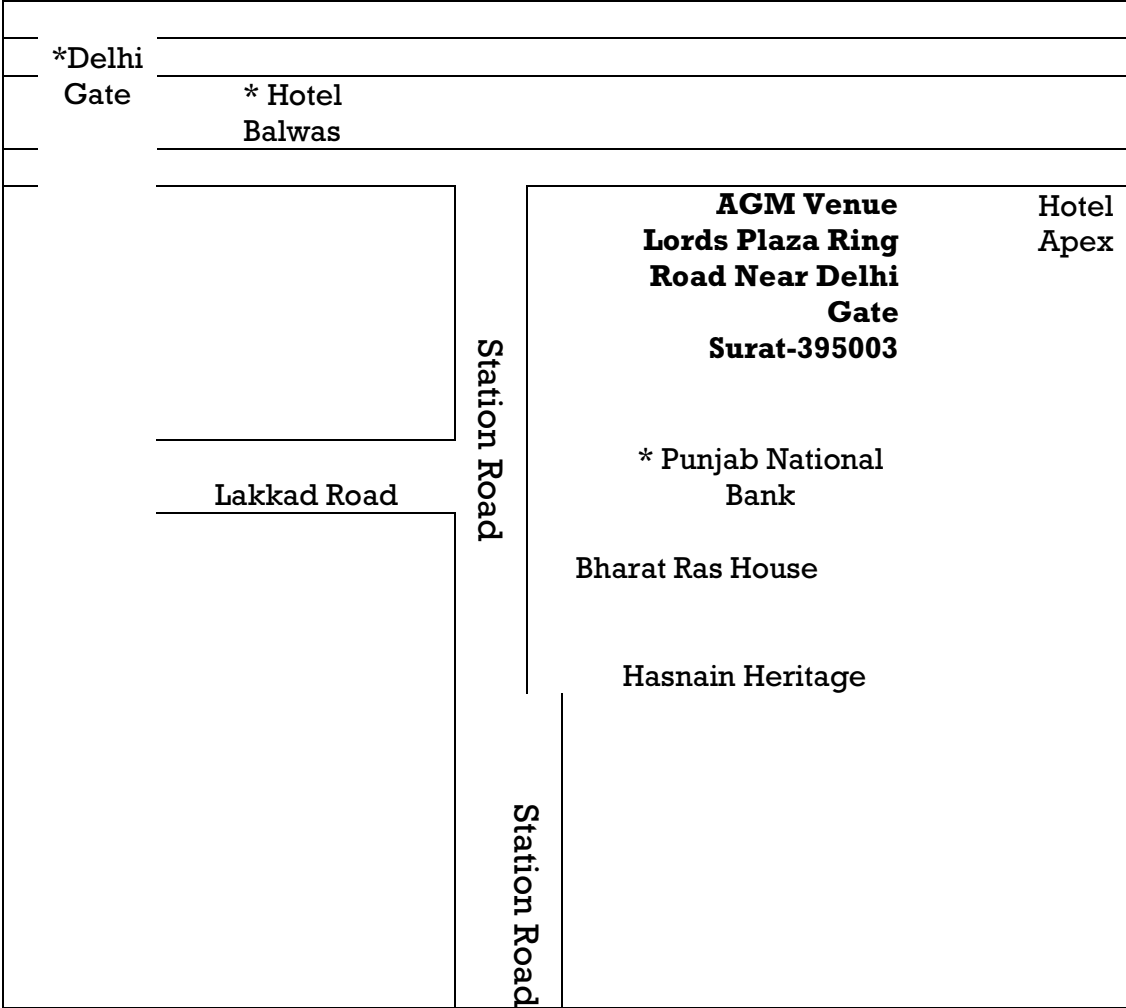 *Delhi
Gate
* Hotel
Balwas
AGM Venue
Lords Plaza Ring
Road Near Delhi
Gate
Surat-395003
Hotel
Apex
Station Road
* Punjab National
Bank
Lakkad Road
Bharat Ras House
Hasnain Heritage
Station Road